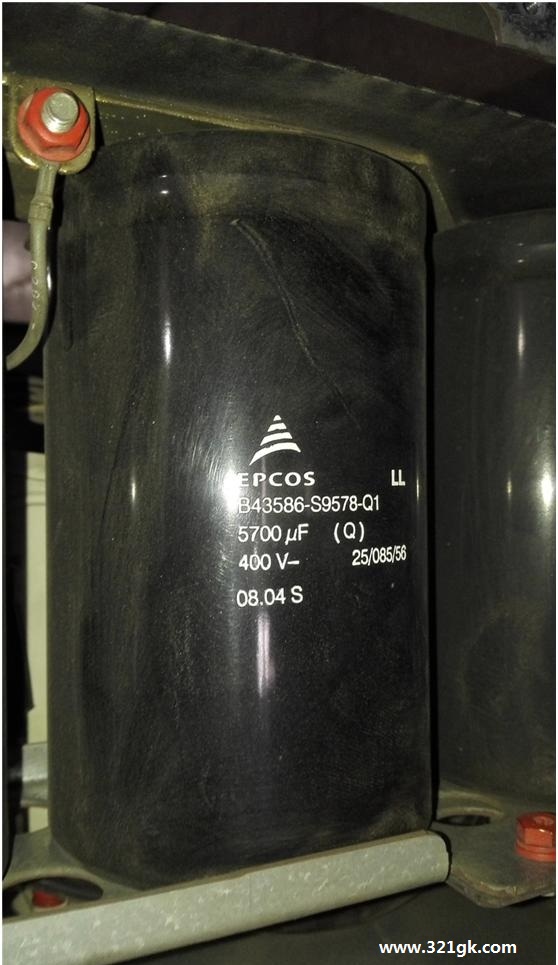 EPCOS LL
B43586-S9578-Q1
5700 µF (Q)
400 V– 25/085/56
08.04 S
www.321gk.com